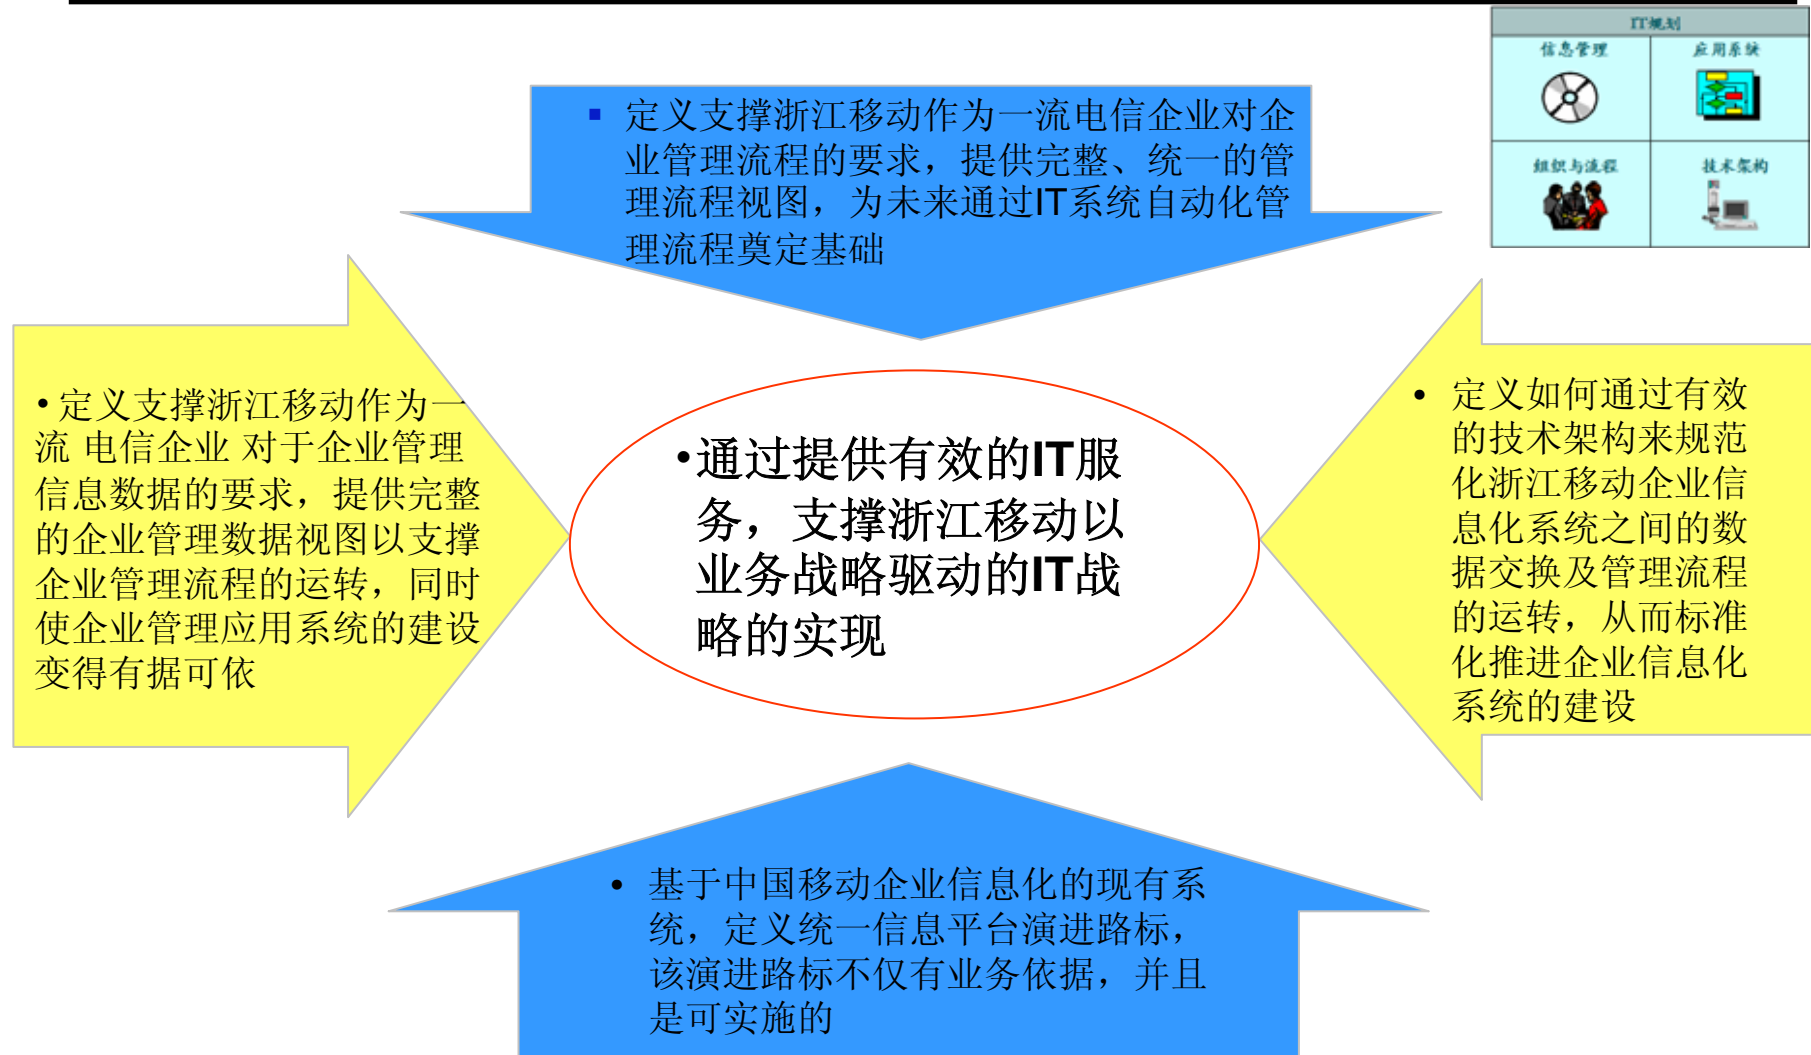 IT规划
信息管理
应用系统
组织与流程
技术架构
▪ 定义支撑浙江移动作为一流电信企业对企
业管理流程的要求，提供完整、统一的管
理流程视图，为未来通过IT系统自动化管
理流程奠定基础
•定义支撑浙江移动作为一
流 电信企业 对于企业管理
信息数据的要求，提供完整
的企业管理数据视图以支撑
企业管理流程的运转，同时
使企业管理应用系统的建设
变得有据可依
•通过提供有效的IT服
务，支撑浙江移动以
业务战略驱动的IT战
略的实现
• 定义如何通过有效
的技术架构来规范
化浙江移动企业信
息化系统之间的数
据交换及管理流程
的运转，从而标准
化推进企业信息化
系统的建设
• 基于中国移动企业信息化的现有系
统，定义统一信息平台演进路标，
该演进路标不仅有业务依据，并且
是可实施的